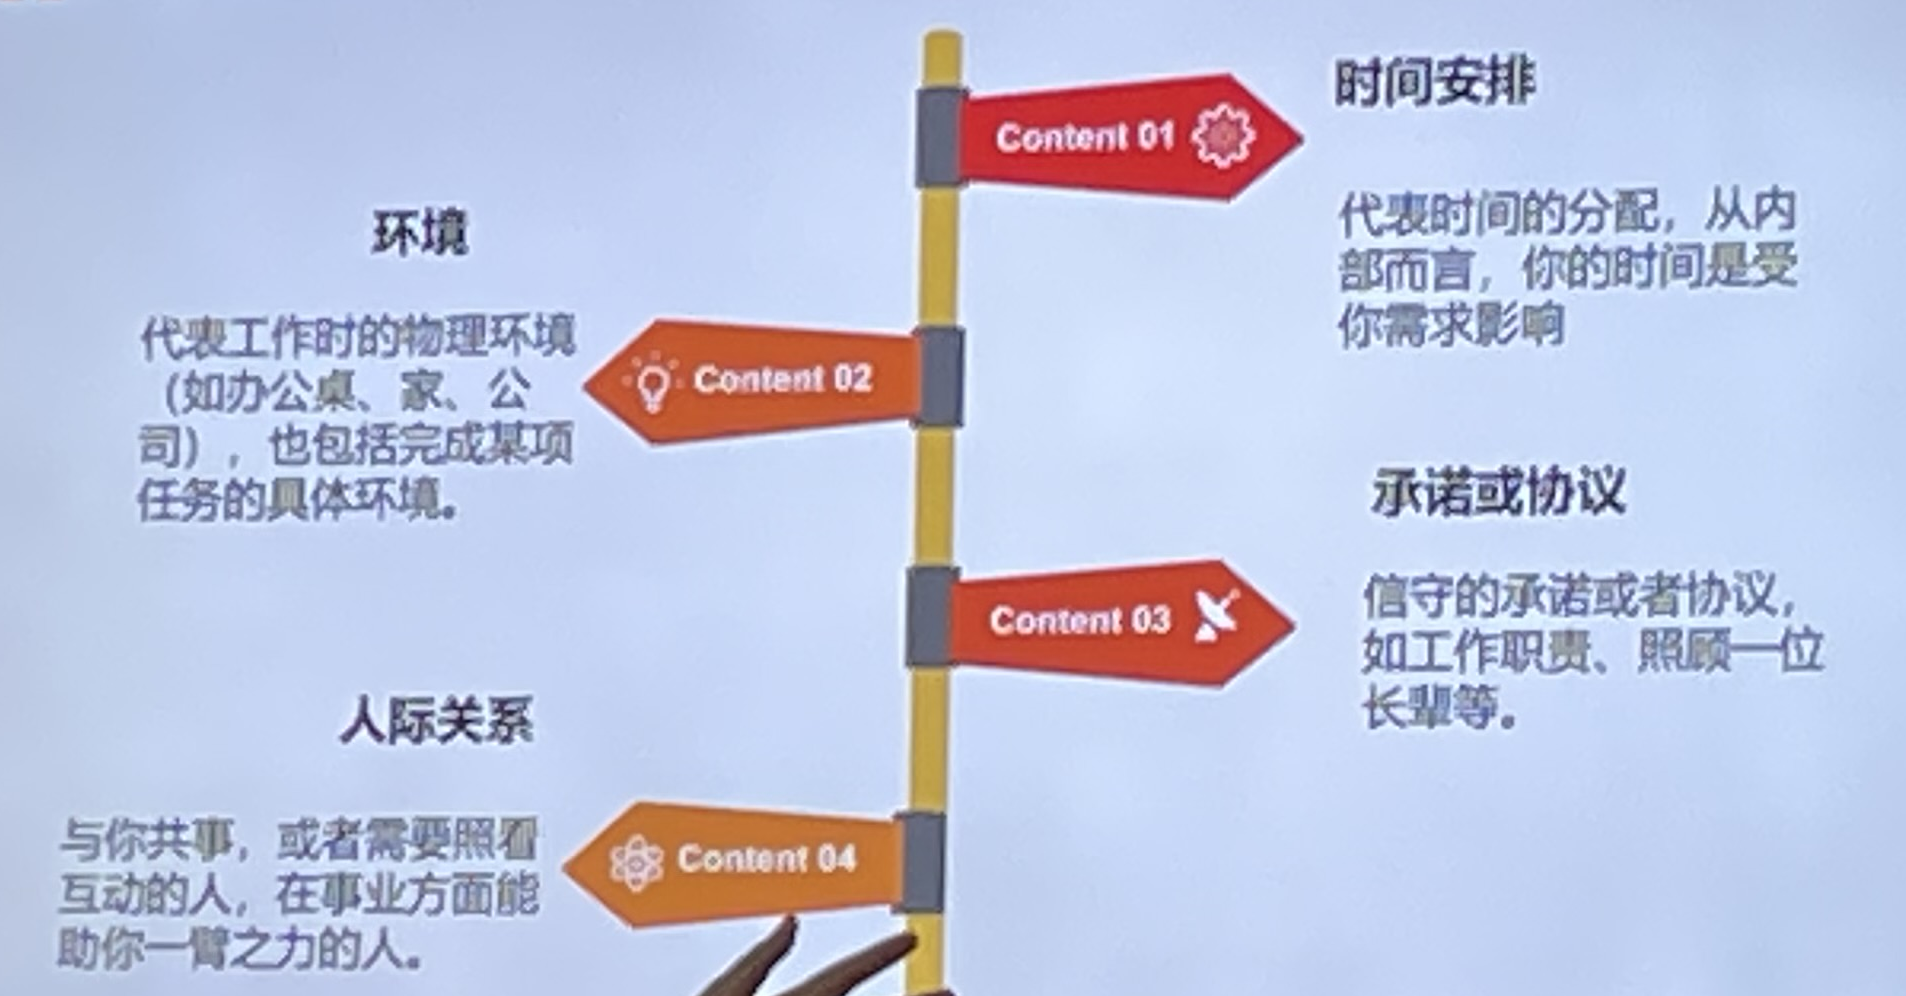 时间安排
Content 01
代表时间的分配，从内
部而言，你的时间是受
你需求影响
环境
代表工作时的物理环境
（如办公桌、家、公
司），也包括完成某项
任务的具体环境。
Content 02
承诺或协议
Content 03
信守的承诺或者协议，
如工作职责、照顾一位
长辈等。
人际关系
与你共事，或者需要照看
互动的人，在事业方面能
助你一臂之力的人。
Content 04